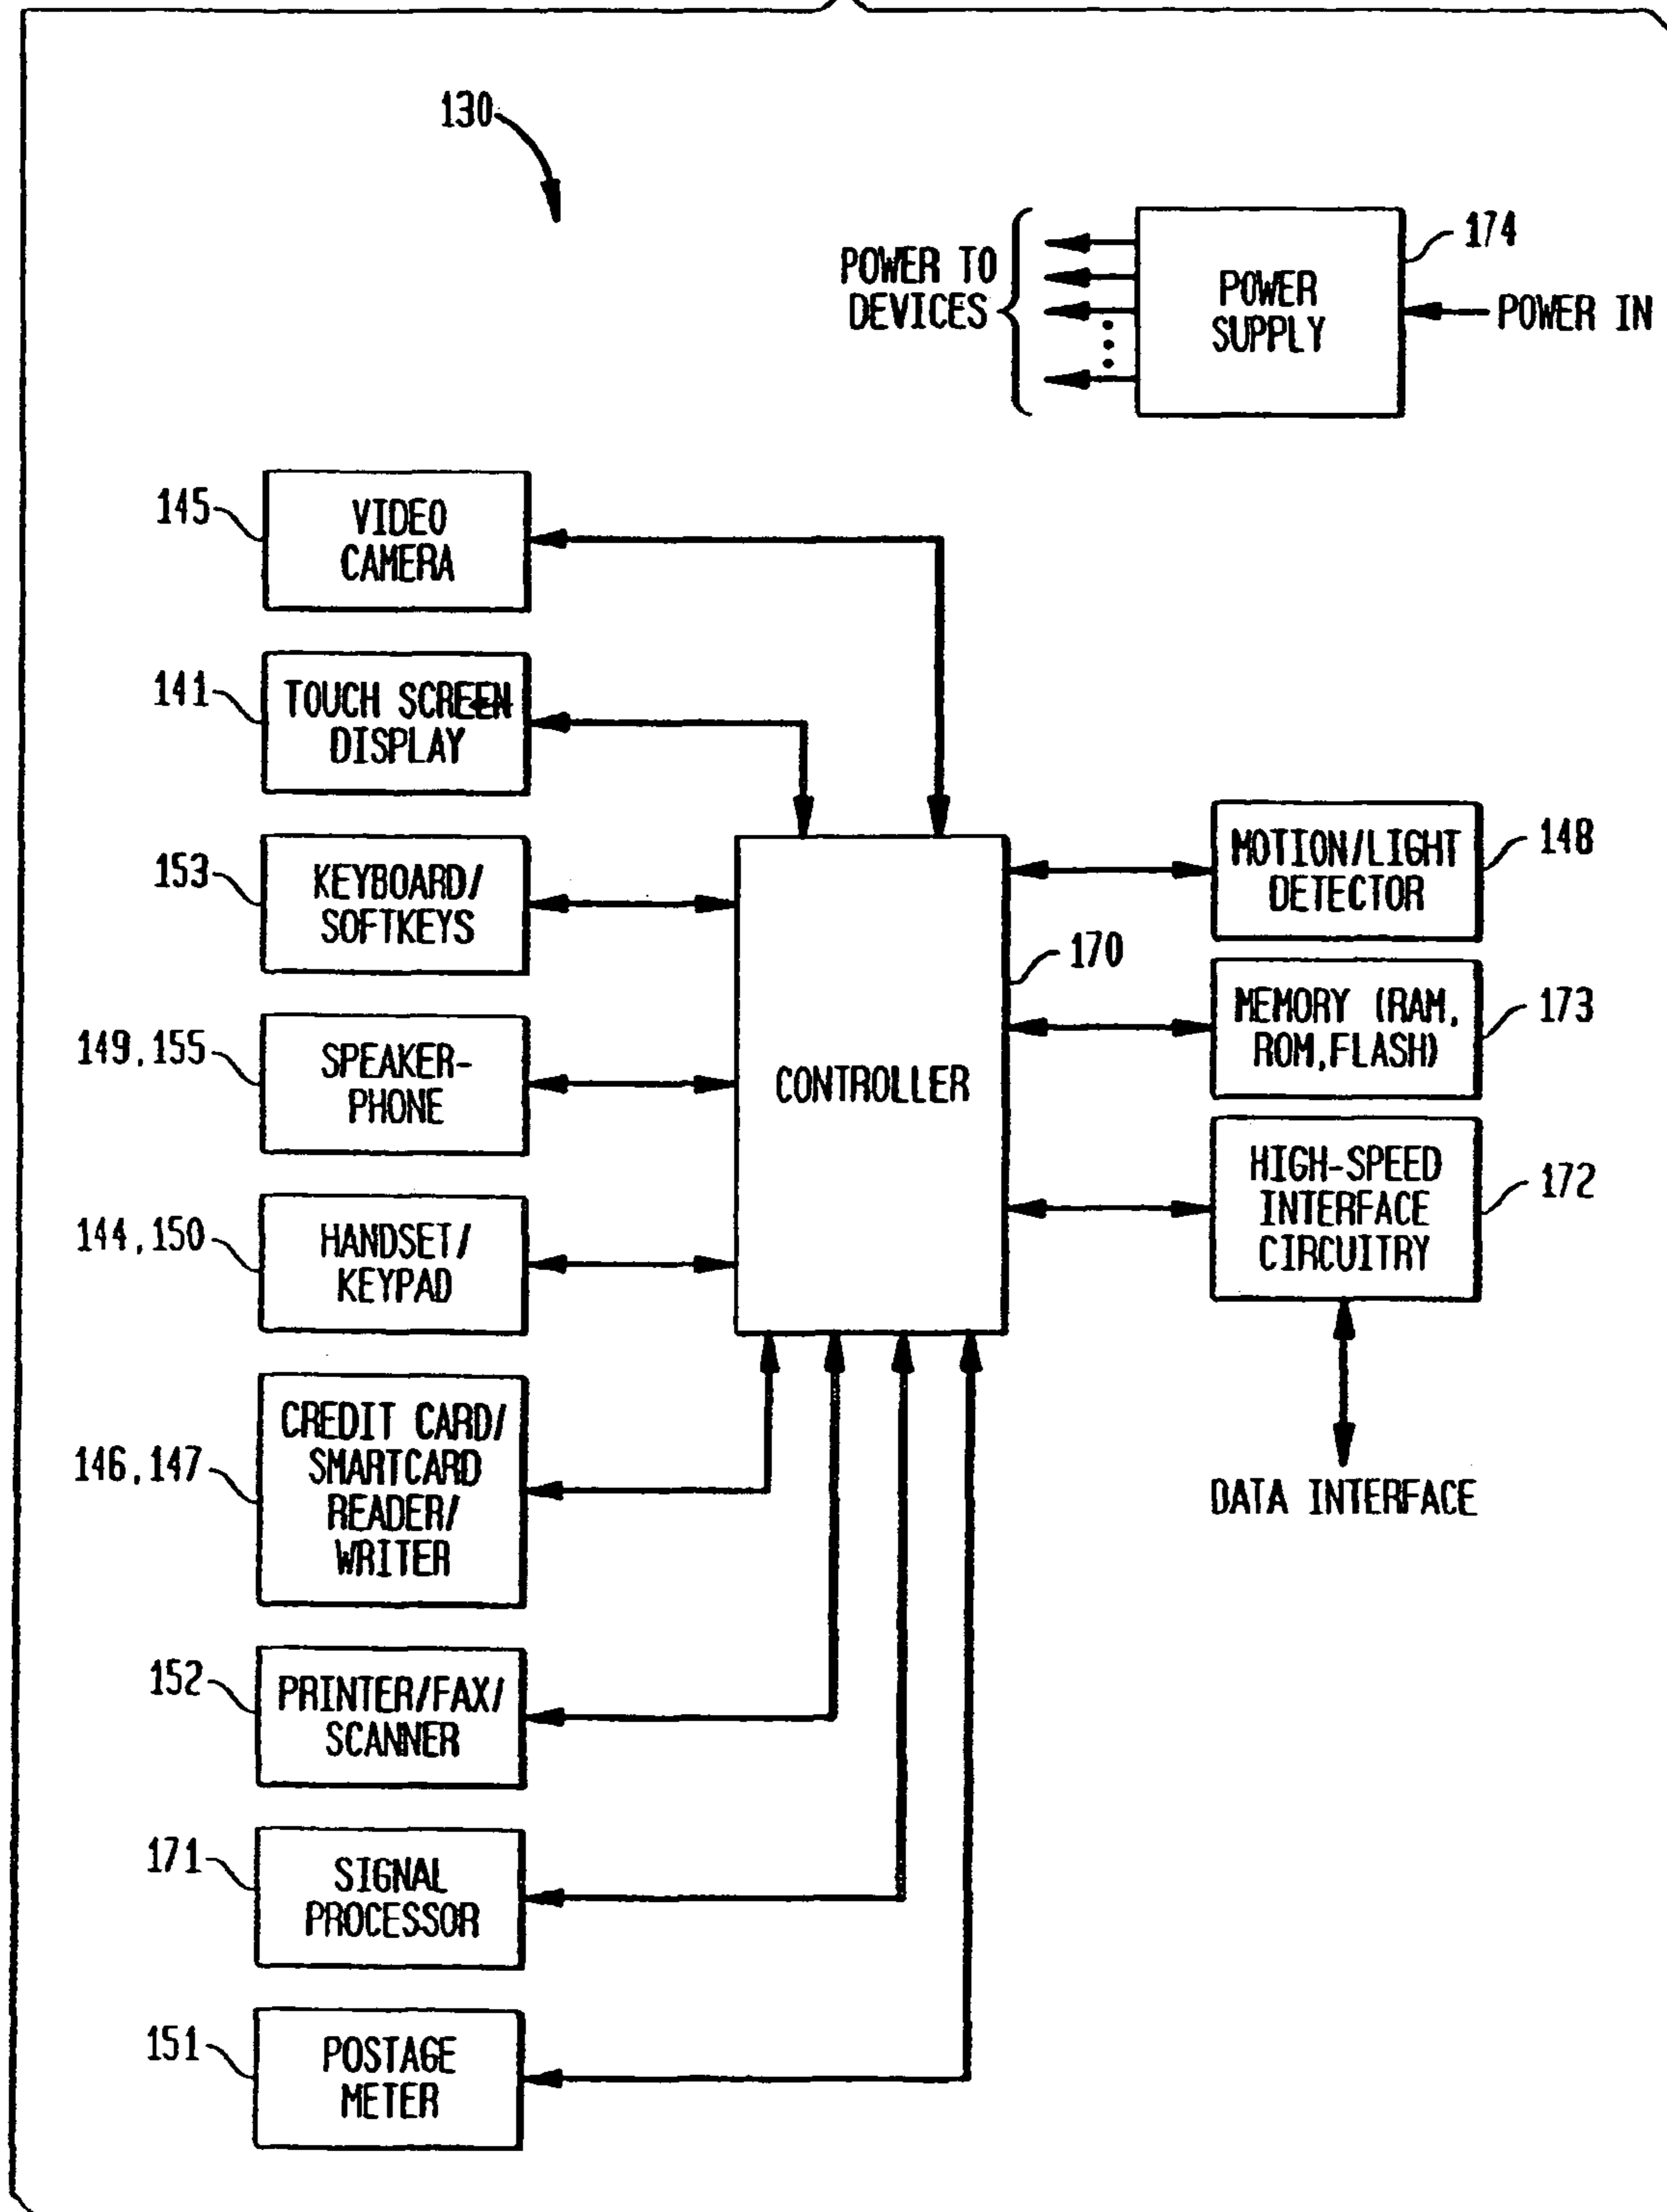 130
174
POWER TO
DEVICES
POWER
SUPPLY
POWER IN
145
VIDEO
CAMERA
141
TOUCH SCREEN
DISPLAY
153
KEYBOARD/
SOFTKEYS
149,155
SPEAKER-
PHONE
144,150
HANDSET/
KEYPAD
146,147
CREDIT CARD/
SMARTCARD
READER/
WRITER
152
PRINTER/FAX/
SCANNER
171
SIGNAL
PROCESSOR
151
POSTAGE
METER
170
CONTROLLER
MOTION/LIGHT
DETECTOR
148
MEMORY (RAM,
ROM,FLASH)
173
HIGH-SPEED
INTERFACE
CIRCUITRY
172
DATA INTERFACE